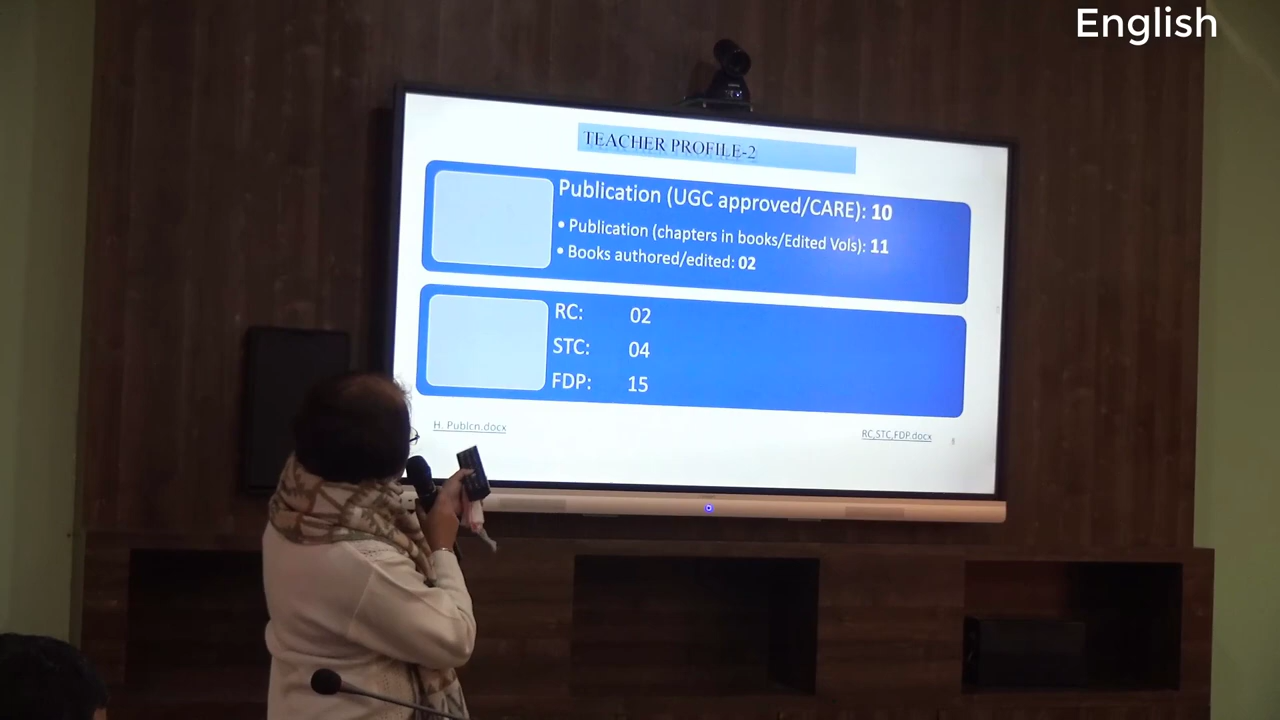 English
TEACHER PROFILE-2
Publication (UGC approved/CARE): 10
• Publication (chapters in books/Edited Vols): 11
• Books authored/edited: 02
RC: 02
STC: 04
FDP: 15
H. Publcn.docx
RC,STC,FDP.docx